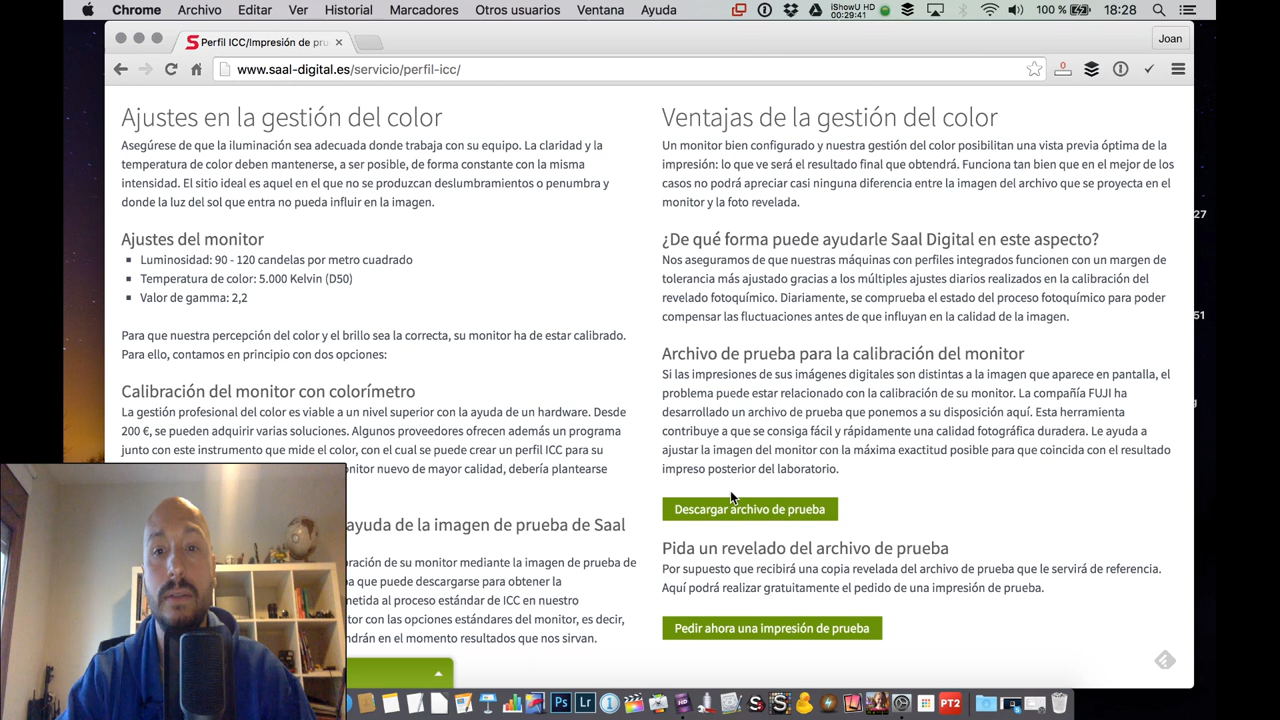 Chrome Archivo Editar Ver Historial Marcadores Otros usuarios Ventana Ayuda
iShowU HD
00:29:41
100 % 18:28
Perfil ICC/Impresión de pru
Joan
www.saal-digital.es/servicio/perfil-icc/
0
Ajustes en la gestión del color
Asegúrese de que la iluminación sea adecuada donde trabaja con su equipo. La claridad y la
temperatura de color deben mantenerse, a ser posible, de forma constante con la misma
intensidad. El sitio ideal es aquel en el que no se produzcan deslumbramientos o penumbra y
donde la luz del sol que entra no pueda influir en la imagen.
Ajustes del monitor
Luminosidad: 90 - 120 candelas por metro cuadrado
Temperatura de color: 5.000 Kelvin (D50)
Valor de gamma: 2,2
Para que nuestra percepción del color y el brillo sea la correcta, su monitor ha de estar calibrado.
Para ello, contamos en principio con dos opciones:
Calibración del monitor con colorímetro
La gestión profesional del color es viable a un nivel superior con la ayuda de un hardware. Desde
200 €, se pueden adquirir varias soluciones. Algunos proveedores ofrecen además un programa
junto con este instrumento que mide el color, con el cual se puede crear un perfil ICC para su
onitor nuevo de mayor calidad, debería plantearse
ayuda de la imagen de prueba de Saal
ración de su monitor mediante la imagen de prueba de
ba que puede descargarse para obtener la
metida al proceso estándar de ICC en nuestro
tor con las opciones estándares del monitor, es decir,
ndrán en el momento resultados que nos sirvan.
Ventajas de la gestión del color
Un monitor bien configurado y nuestra gestión del color posibilitan una vista previa óptima de la
impresión: lo que ve será el resultado final que obtendrá. Funciona tan bien que en el mejor de los
casos no podrá apreciar casi ninguna diferencia entre la imagen del archivo que se proyecta en el
monitor y la foto revelada.
¿De qué forma puede ayudarle Saal Digital en este aspecto?
Nos aseguramos de que nuestras máquinas con perfiles integrados funcionen con un margen de
tolerancia más ajustado gracias a los múltiples ajustes diarios realizados en la calibración del
revelado fotoquímico. Diariamente, se comprueba el estado del proceso fotoquímico para poder
compensar las fluctuaciones antes de que influyan en la calidad de la imagen.
Archivo de prueba para la calibración del monitor
Si las impresiones de sus imágenes digitales son distintas a la imagen que aparece en pantalla, el
problema puede estar relacionado con la calibración de su monitor. La compañía FUJI ha
desarrollado un archivo de prueba que ponemos a su disposición aquí. Esta herramienta
contribuye a que se consiga fácil y rápidamente una calidad fotográfica duradera. Le ayuda a
ajustar la imagen del monitor con la máxima exactitud posible para que coincida con el resultado
impreso posterior del laboratorio.
Descargar archivo de prueba
Pida un revelado del archivo de prueba
Por supuesto que recibirá una copia revelada del archivo de prueba que le servirá de referencia.
Aquí podrá realizar gratuitamente el pedido de una impresión de prueba.
Pedir ahora una impresión de prueba
27
51
Ps Lr PT2